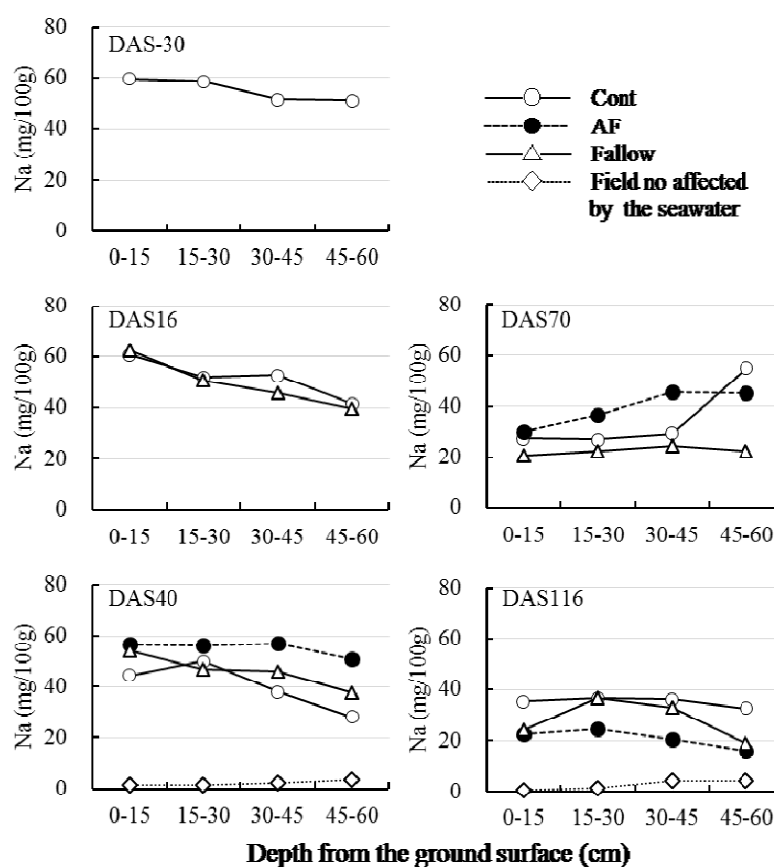 DAS-30
Na (mg/100g)
80
60
40
20
0
0-15 15-30 30-45 45-60
Cont
AF
Fallow
Field no affected
by the seawater
DAS16
Na (mg/100g)
80
60
40
20
0
0-15 15-30 30-45 45-60
DAS70
Na (mg/100g)
80
60
40
20
0
0-15 15-30 30-45 45-60
DAS40
Na (mg/100g)
80
60
40
20
0
0-15 15-30 30-45 45-60
DAS116
Na (mg/100g)
80
60
40
20
0
0-15 15-30 30-45 45-60
Depth from the ground surface (cm)